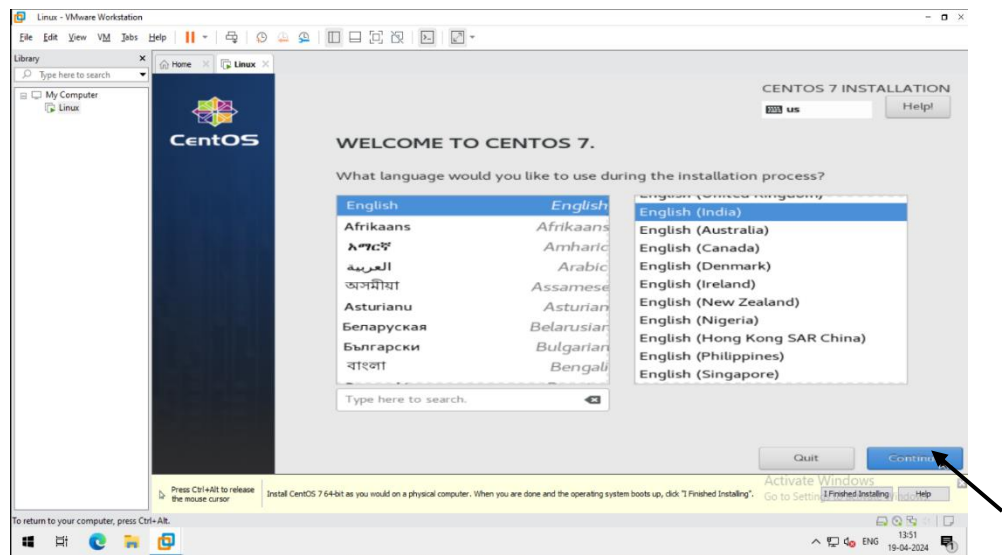 Linux - VMware Workstation
File Edit View VM Tabs Help
Library
Type here to search
My Computer
Linux
Home
Linux
CentOS
CENTOS 7 INSTALLATION
us
Help!
WELCOME TO CENTOS 7.
What language would you like to use during the installation process?
English English
Afrikaans Afrikaans
አማርኛ Amharic
العربية Arabic
অসমীয়া Assamese
Asturianu Asturian
Беларуская Belarusian
Български Bulgarian
বাংলা Bengali
Type here to search.
English (United Kingdom)
English (India)
English (Australia)
English (Canada)
English (Denmark)
English (Ireland)
English (New Zealand)
English (Nigeria)
English (Hong Kong SAR China)
English (Philippines)
English (Singapore)
Quit
Continue
Activate Windows
Go to Settin
Press Ctrl+Alt to release
the mouse cursor
Install CentOS 7 64-bit as you would on a physical computer. When you are done and the operating system boots up, click "I Finished Installing".
I Finished Installing
Help
To return to your computer, press Ctrl+Alt.
ENG
13:51
19-04-2024